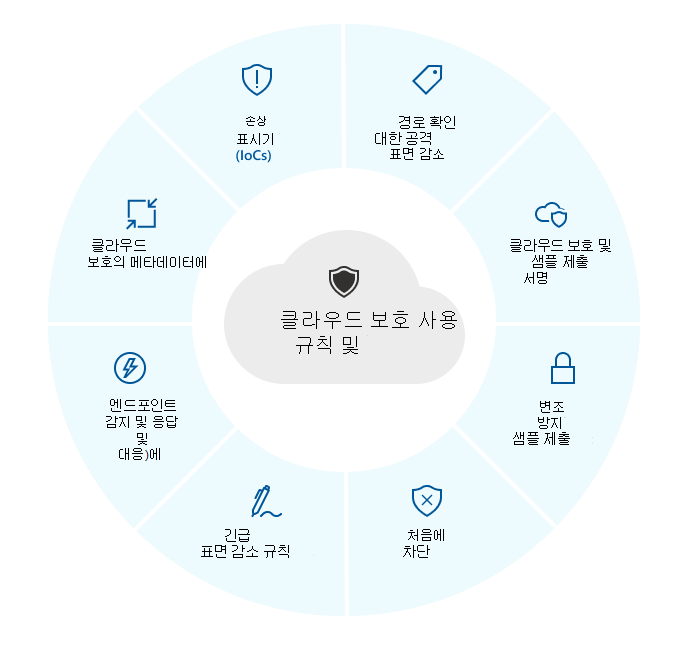 손상
표시기
(IoCs)
경로 확인
대한 공격
표면 감소
클라우드 보호 및
샘플 제출
서명
변조
방지
샘플 제출
처음에
차단
긴급
표면 감소 규칙
엔드포인트
감지 및 응답
및
대응)에
클라우드
보호의 메타데이터에
클라우드 보호 사용
규칙 및